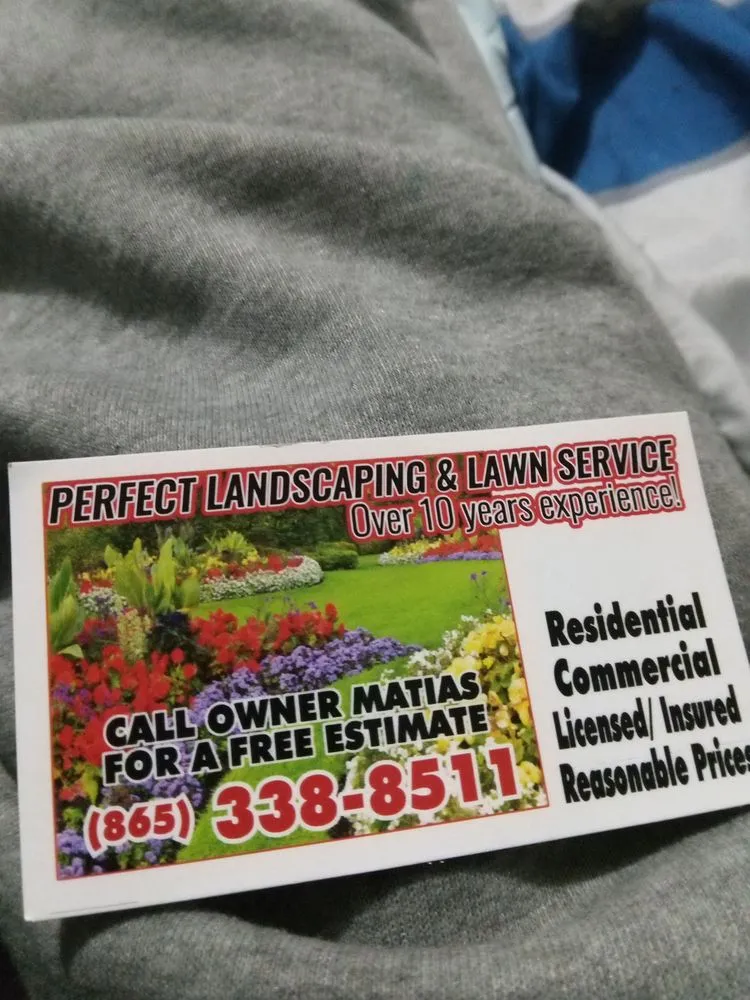 PERFECT LANDSCAPING & LAWN SERVICE
Over 10 years experience!
CALL OWNER MATIAS
FOR A FREE ESTIMATE
(865) 338-8511
Residential
Commercial
Licensed/ Insured
Reasonable Prices